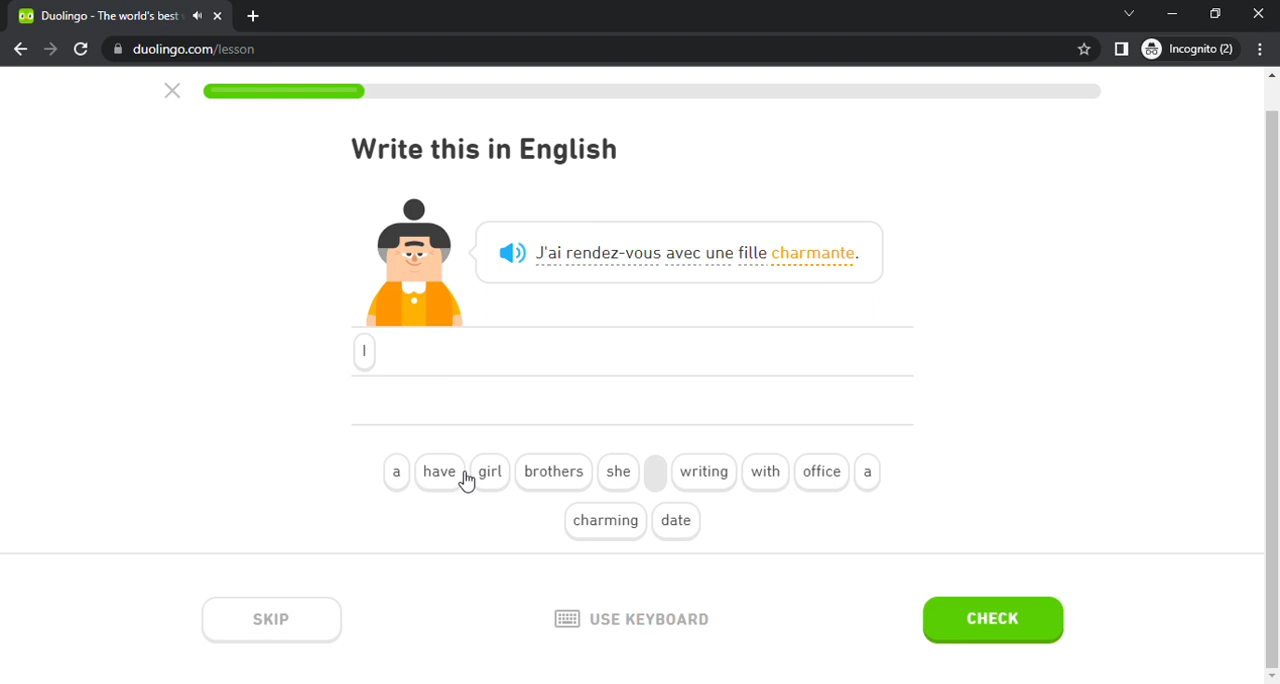 Duolingo - The world's best
duolingo.com/lesson
Incognito (2)
Write this in English
J'ai rendez-vous avec une fille charmante.
I
a have girl brothers she writing with office a
charming date
SKIP USE KEYBOARD CHECK